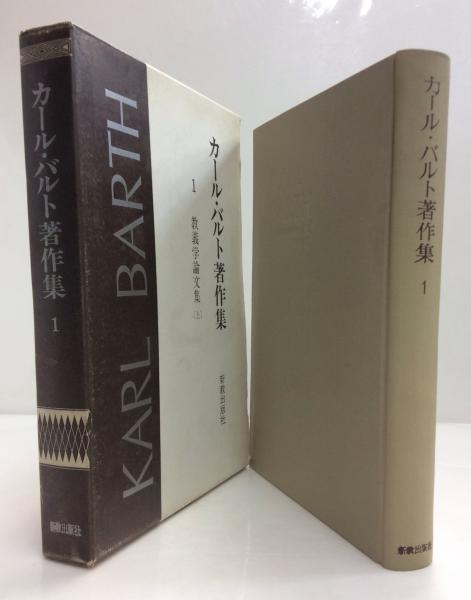 カール・バルト著作集
1
新教出版社
KARL BARTH
カール・バルト著作集
1
教義学論文集
(上)
新教出版社
カール・バルト著作集
1
新教出版社